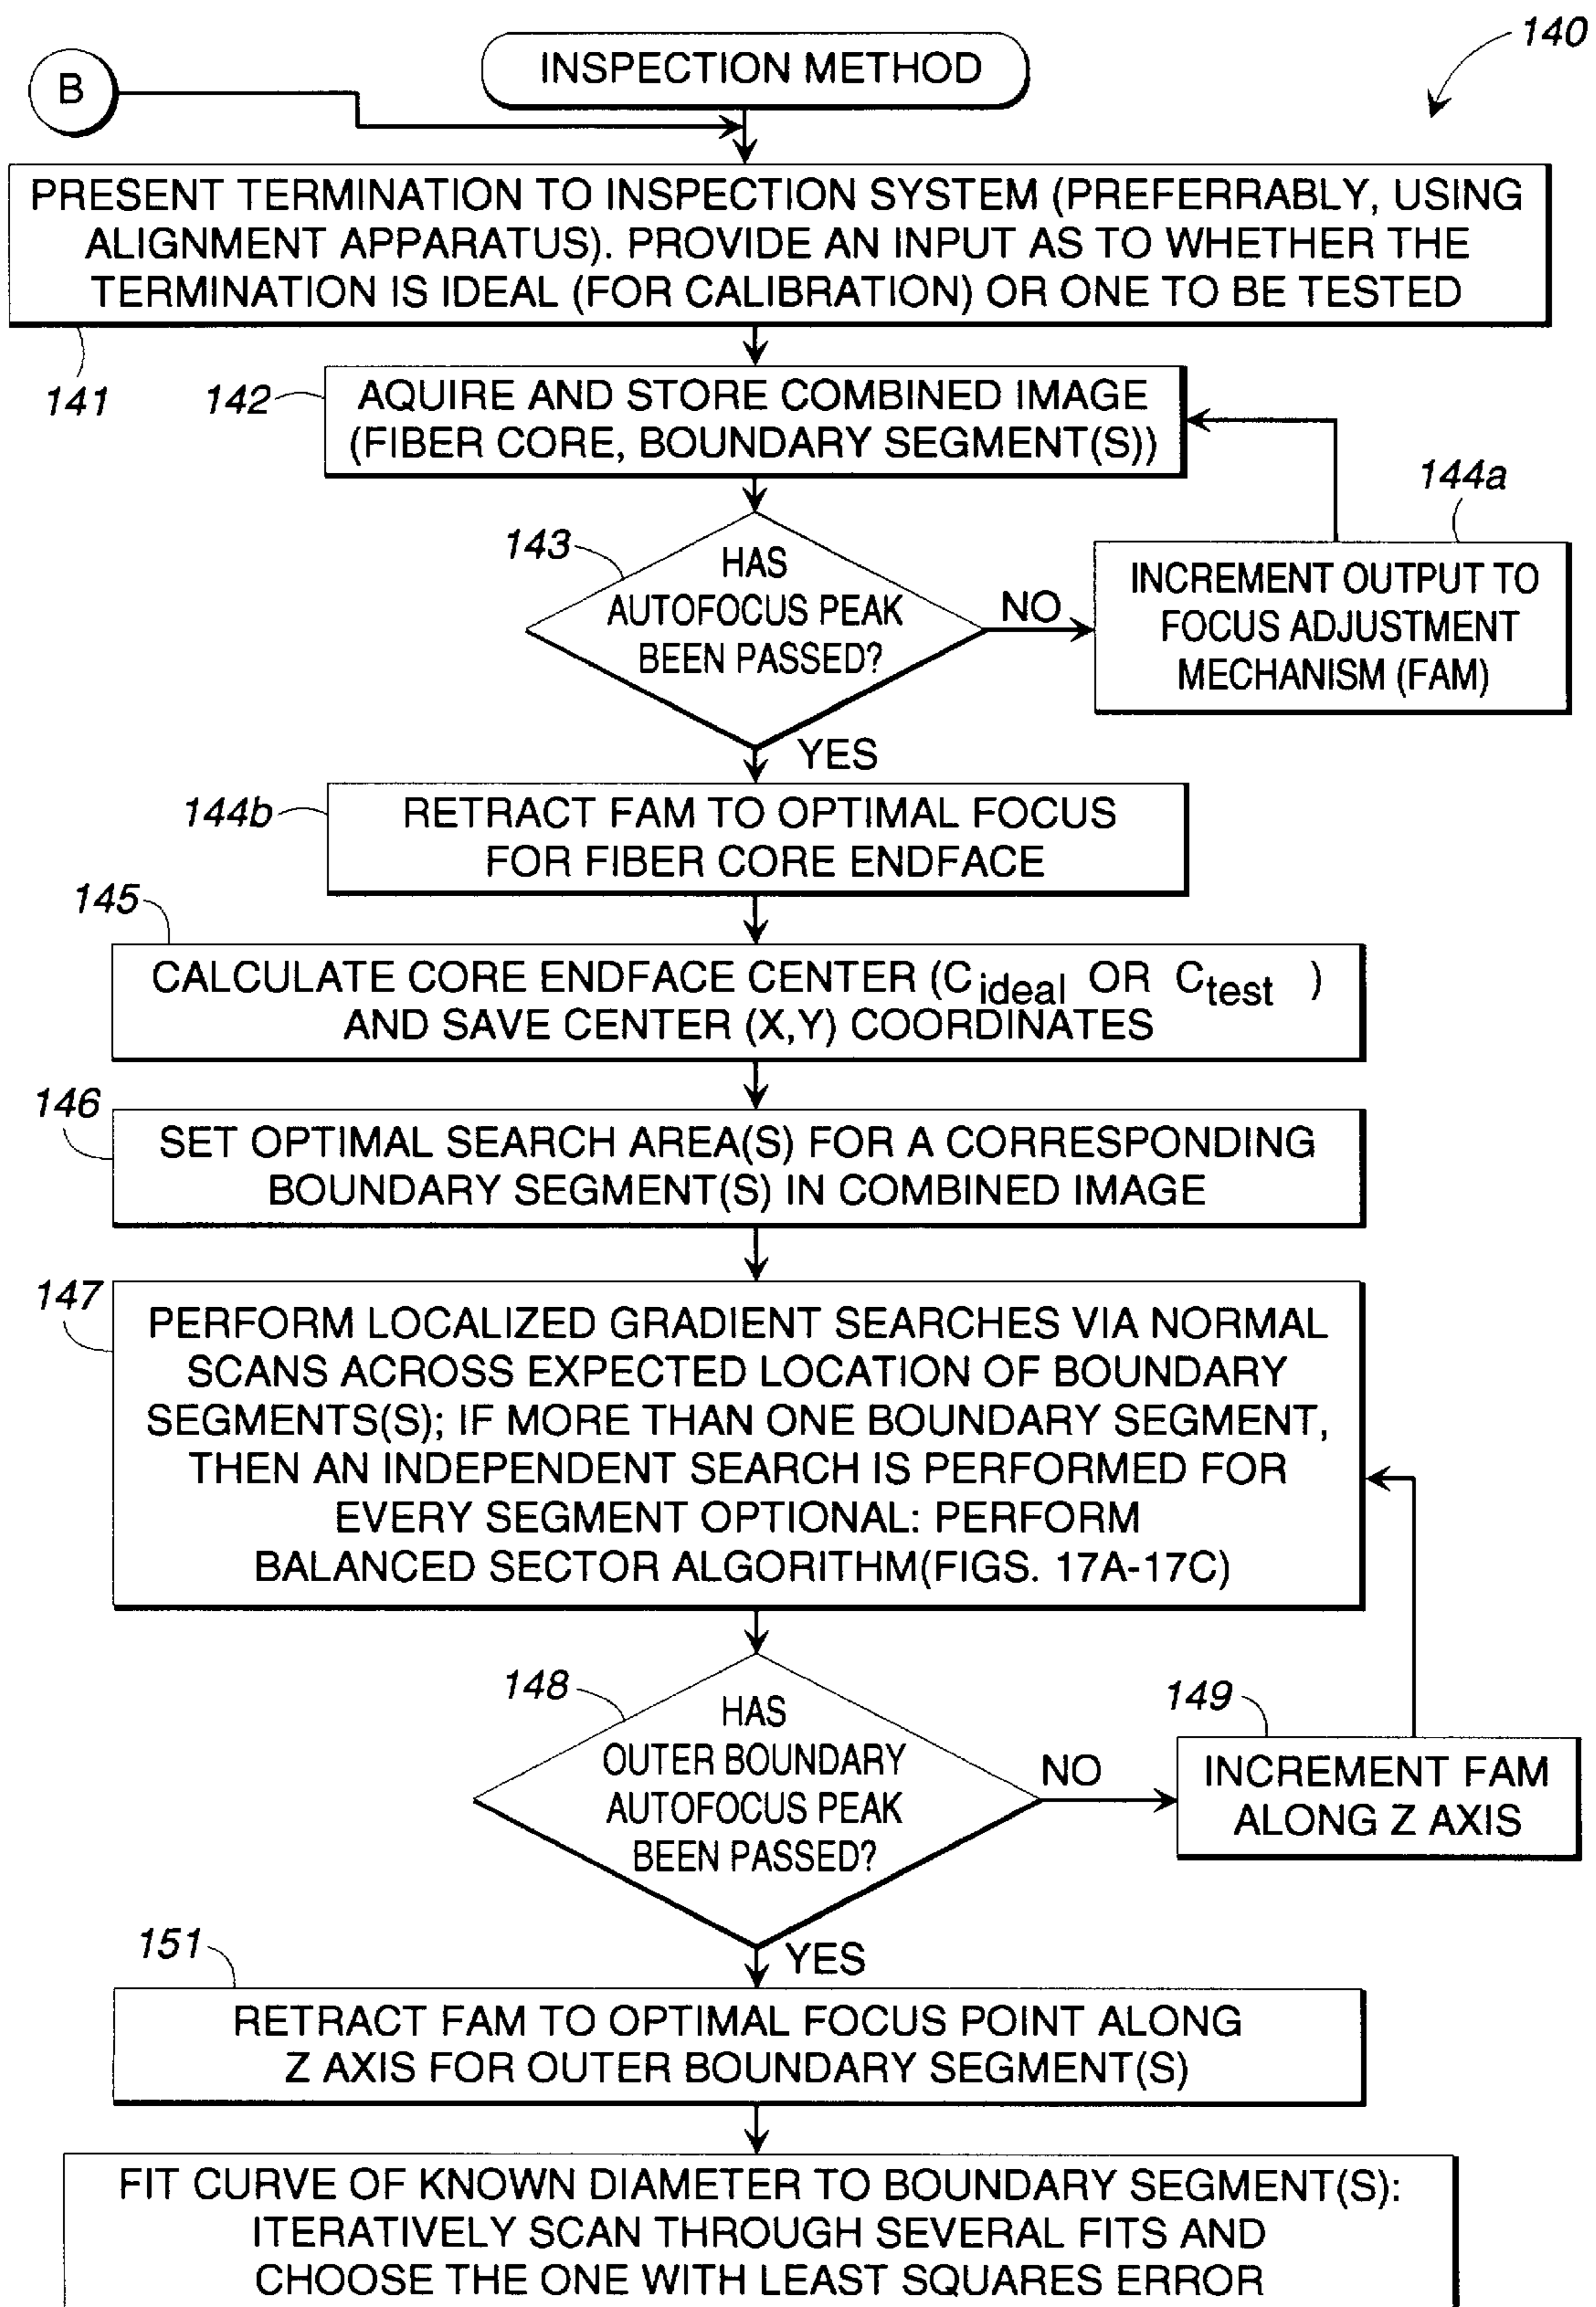 140
B
INSPECTION METHOD
PRESENT TERMINATION TO INSPECTION SYSTEM (PREFERRABLY, USING
ALIGNMENT APPARATUS). PROVIDE AN INPUT AS TO WHETHER THE
TERMINATION IS IDEAL (FOR CALIBRATION) OR ONE TO BE TESTED
141
142
AQUIRE AND STORE COMBINED IMAGE
(FIBER CORE, BOUNDARY SEGMENT(S))
144a
143
HAS
AUTOFOCUS PEAK
BEEN PASSED?
NO
INCREMENT OUTPUT TO
FOCUS ADJUSTMENT
MECHANISM (FAM)
YES
144b
RETRACT FAM TO OPTIMAL FOCUS
FOR FIBER CORE ENDFACE
145
CALCULATE CORE ENDFACE CENTER (Cideal OR Ctest )
AND SAVE CENTER (X,Y) COORDINATES
146
SET OPTIMAL SEARCH AREA(S) FOR A CORRESPONDING
BOUNDARY SEGMENT(S) IN COMBINED IMAGE
147
PERFORM LOCALIZED GRADIENT SEARCHES VIA NORMAL
SCANS ACROSS EXPECTED LOCATION OF BOUNDARY
SEGMENTS(S); IF MORE THAN ONE BOUNDARY SEGMENT,
THEN AN INDEPENDENT SEARCH IS PERFORMED FOR
EVERY SEGMENT OPTIONAL: PERFORM
BALANCED SECTOR ALGORITHM(FIGS. 17A-17C)
148
HAS
OUTER BOUNDARY
AUTOFOCUS PEAK
BEEN PASSED?
NO
149
INCREMENT FAM
ALONG Z AXIS
YES
151
RETRACT FAM TO OPTIMAL FOCUS POINT ALONG
Z AXIS FOR OUTER BOUNDARY SEGMENT(S)
FIT CURVE OF KNOWN DIAMETER TO BOUNDARY SEGMENT(S):
ITERATIVELY SCAN THROUGH SEVERAL FITS AND
CHOOSE THE ONE WITH LEAST SQUARES ERROR